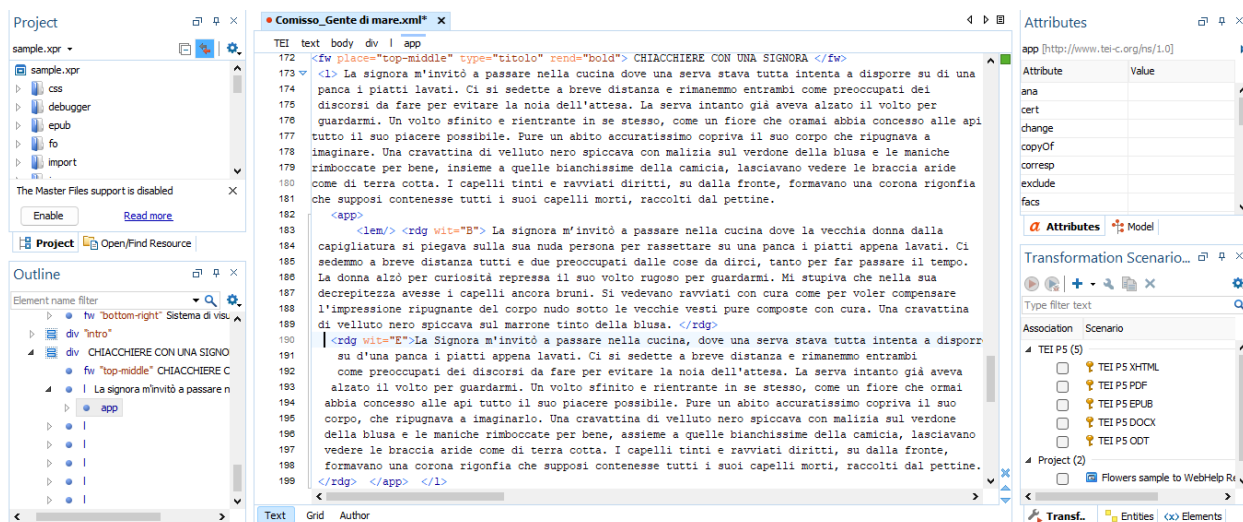 Project
sample.xpr
sample.xpr
css
debugger
epub
fo
import
The Master Files support is disabled
Enable
Read more
Project
Open/Find Resource
Outline
Element name filter
fw "bottom-right" Sistema di visu
div "intro"
div CHIACCHIERE CON UNA SIGNO
fw "top-middle" CHIACCHIERE C
l La signora m'invitò a passare n
app
l
l
l
l
l
Comisso_Gente di mare.xml*
TEI text body div l app
172 <fw place="top-middle" type="titolo" rend="bold"> CHIACCHIERE CON UNA SIGNORA </fw>
173 <l> La signora m'invitò a passare nella cucina dove una serva stava tutta intenta a disporre su di una
174 panca i piatti lavati. Ci si sedette a breve distanza e rimanemmo entrambi come preoccupati dei
175 discorsi da fare per evitare la noia dell'attesa. La serva intanto già aveva alzato il volto per
176 guardarmi. Un volto sfinito e rientrante in se stesso, come un fiore che oramai abbia concesso alle api
177 tutto il suo piacere possibile. Pure un abito accuratissimo copriva il suo corpo che ripugnava a
178 imaginare. Una cravattina di velluto nero spiccava con malizia sul verdone della blusa e le maniche
179 rimboccate per bene, insieme a quelle bianchissime della camicia, lasciavano vedere le braccia aride
180 come di terra cotta. I capelli tinti e ravviati diritti, su dalla fronte, formavano una corona rigonfia
181 che supposi contenesse tutti i suoi capelli morti, raccolti dal pettine.
182 <app>
183 <lem/> <rdg wit="B"> La signora m’invitò a passare nella cucina dove la vecchia donna dalla
184 capigliatura si piegava sulla sua nuda persona per rassettare su una panca i piatti appena lavati. Ci
185 sedemmo a breve distanza tutti e due preoccupati dalle cose da dirci, tanto per far passare il tempo.
186 La donna alzò per curiosità repressa il suo volto rugoso per guardarmi. Mi stupiva che nella sua
187 decrepitezza avesse i capelli ancora bruni. Si vedevano ravviati con cura come per voler compensare
188 l'impressione ripugnante del corpo nudo sotto le vecchie vesti pure composte con cura. Una cravattina
189 di velluto nero spiccava sul marrone tinto della blusa. </rdg>
190 <rdg wit="E">La Signora m'invitò a passare nella cucina, dove una serva stava tutta intenta a disporr
191 su d'una panca i piatti appena lavati. Ci si sedette a breve distanza e rimanemmo entrambi
192 come preoccupati dei discorsi da fare per evitare la noia dell'attesa. La serva intanto già aveva
193 alzato il volto per guardarmi. Un volto sfinito e rientrante in se stesso, come un fiore che ormai
194 abbia concesso alle api tutto il suo piacere possibile. Pure un abito accuratissimo copriva il suo
195 corpo, che ripugnava a imaginarlo. Una cravattina di velluto nero spiccava con malizia sul verdone
196 della blusa e le maniche rimboccate per bene, assieme a quelle bianchissime della camicia, lasciavano
197 vedere le braccia aride come di terra cotta. I capelli tinti e ravviati diritti, su dalla fronte,
198 formavano una corona rigonfia che supposi contenesse tutti i suoi capelli morti, raccolti dal pettine.
199 </rdg> </app> </l>
Text Grid Author
Attributes
app [http://www.tei-c.org/ns/1.0]
Attribute Value
ana
cert
change
copyOf
corresp
exclude
facs
Attributes
Model
Transformation Scenario...
Type filter text
Association Scenario
TEI P5 (5)
TEI P5 XHTML
TEI P5 PDF
TEI P5 EPUB
TEI P5 DOCX
TEI P5 ODT
Project (2)
Flowers sample to WebHelp Re
Transf..
Entities
Elements